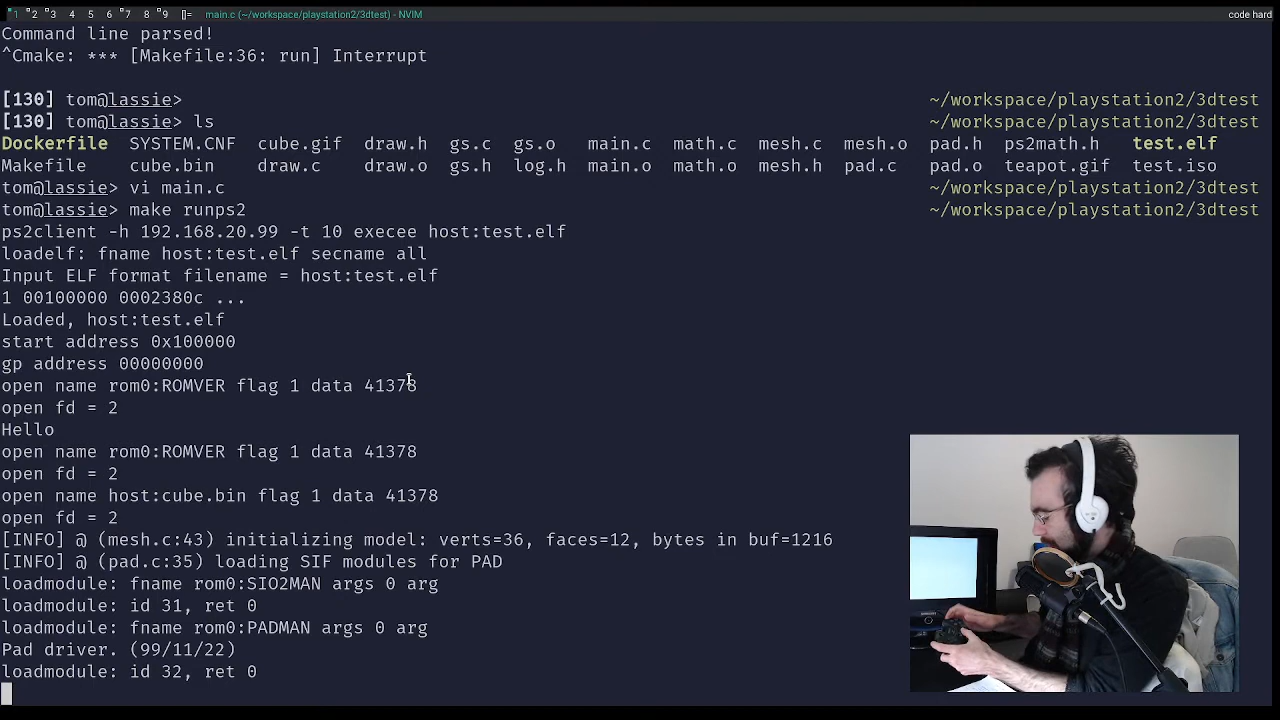 1 2 3 4 5 6 7 8 9 []= main.c (~/workspace/playstation2/3dtest) - NVIM code hard
Command line parsed!
^Cmake: *** [Makefile:36: run] Interrupt
[130] tom@lassie> ~/workspace/playstation2/3dtest
[130] tom@lassie> ls ~/workspace/playstation2/3dtest
Dockerfile SYSTEM.CNF cube.gif draw.h gs.c gs.o main.c math.c mesh.c mesh.o pad.h ps2math.h test.elf
Makefile cube.bin draw.c draw.o gs.h log.h main.o math.o mesh.h pad.c pad.o teapot.gif test.iso
tom@lassie> vi main.c ~/workspace/playstation2/3dtest
tom@lassie> make runps2 ~/workspace/playstation2/3dtest
ps2client -h 192.168.20.99 -t 10 execee host:test.elf
loadelf: fname host:test.elf secname all
Input ELF format filename = host:test.elf
1 00100000 0002380c ...
Loaded, host:test.elf
start address 0x100000
gp address 00000000
open name rom0:ROMVER flag 1 data 41378
open fd = 2
Hello
open name rom0:ROMVER flag 1 data 41378
open fd = 2
open name host:cube.bin flag 1 data 41378
open fd = 2
[INFO] @ (mesh.c:43) initializing model: verts=36, faces=12, bytes in buf=1216
[INFO] @ (pad.c:35) loading SIF modules for PAD
loadmodule: fname rom0:SIO2MAN args 0 arg
loadmodule: id 31, ret 0
loadmodule: fname rom0:PADMAN args 0 arg
Pad driver. (99/11/22)
loadmodule: id 32, ret 0